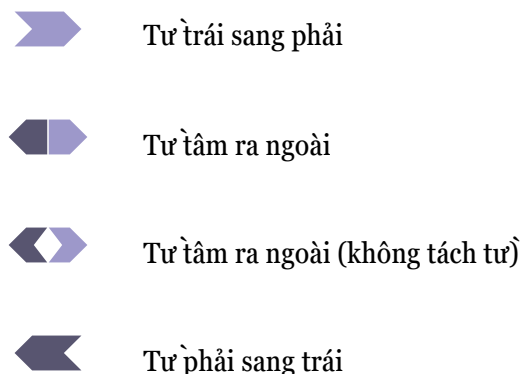 Từ trái sang phải
Từ tâm ra ngoài
Từ tâm ra ngoài (không tách từ)
Từ phải sang trái